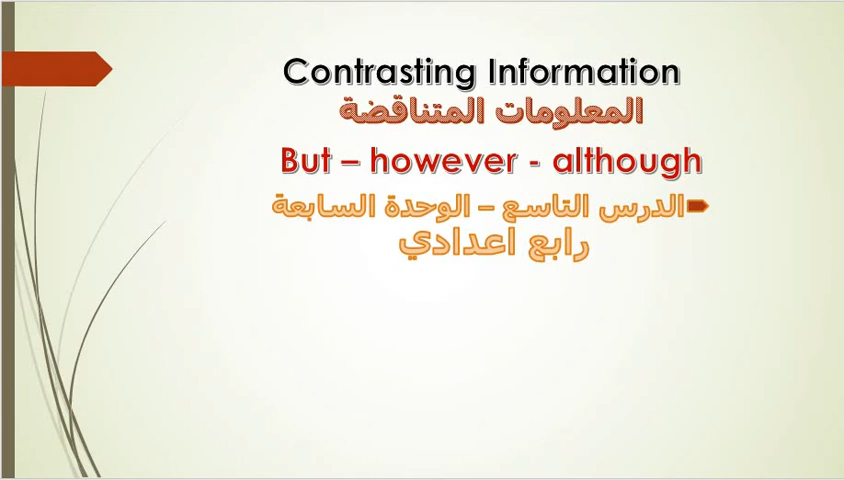 Contrasting Information
المعلومات المتناقضة
But – however - although
الدرس التاسع – الوحدة السابعة
رابع اعدادي